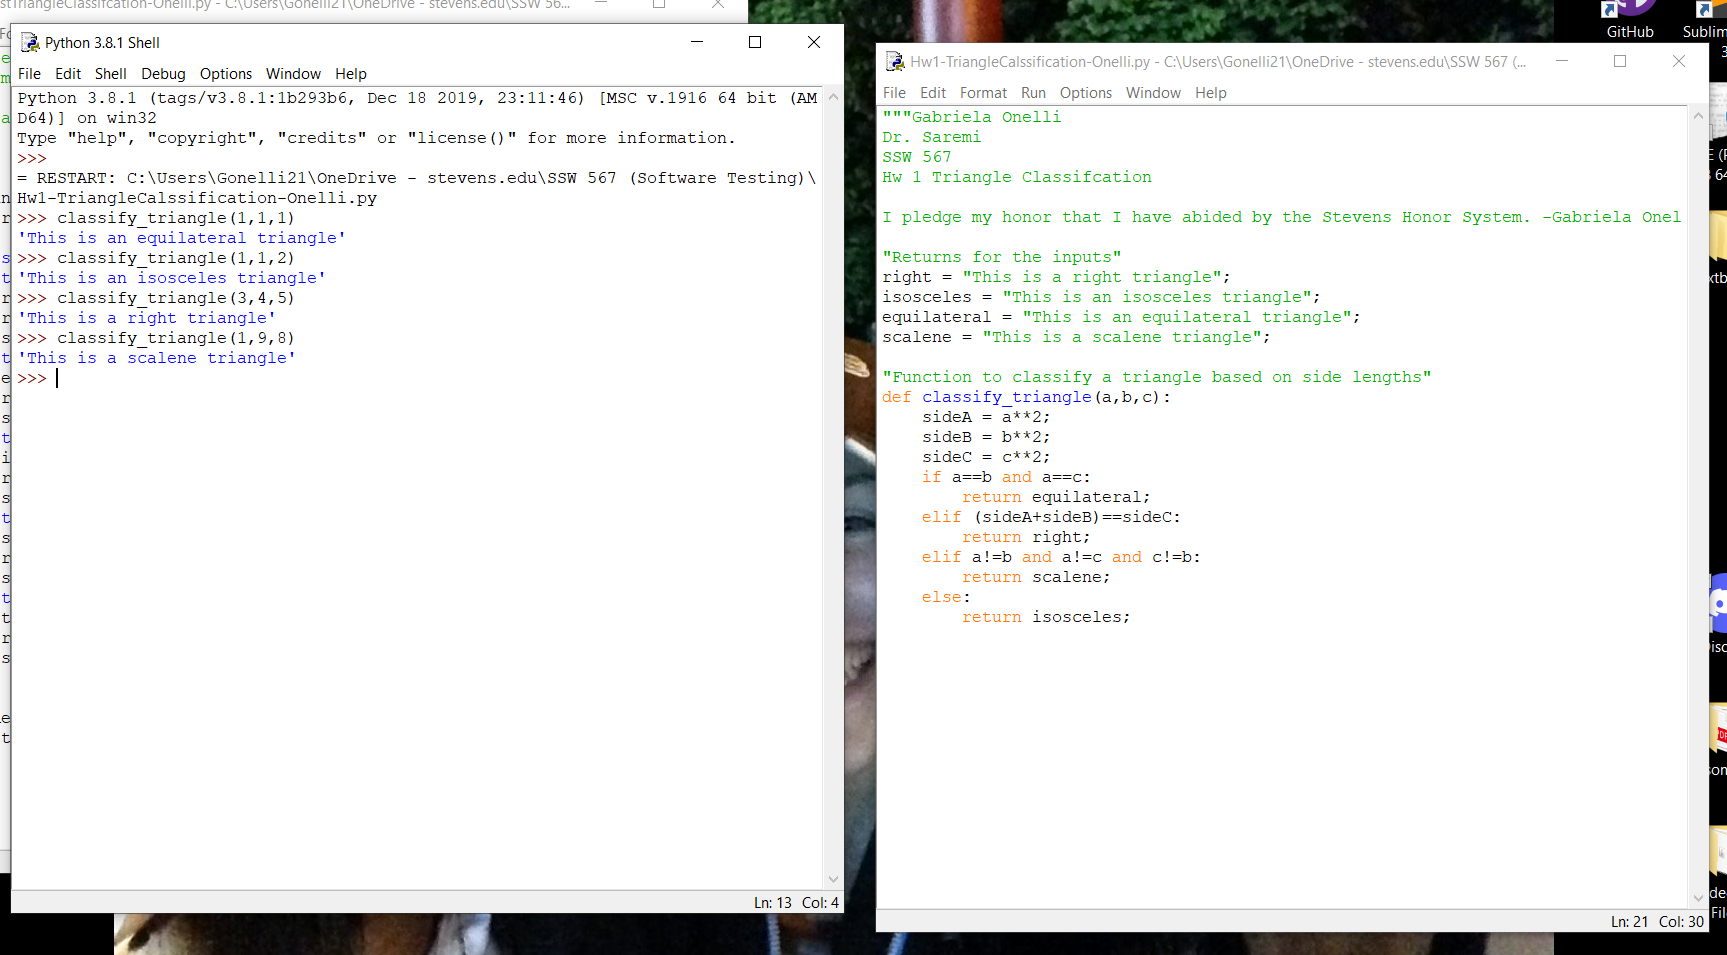 stTriangleClassifcation-Onelli.py - C:\Users\Gonelli21\OneDrive - stevens.edu\SSW 56...
Python 3.8.1 Shell
File Edit Shell Debug Options Window Help
Python 3.8.1 (tags/v3.8.1:1b293b6, Dec 18 2019, 23:11:46) [MSC v.1916 64 bit (AM
D64)] on win32
Type "help", "copyright", "credits" or "license()" for more information.
>>>
= RESTART: C:\Users\Gonelli21\OneDrive - stevens.edu\SSW 567 (Software Testing)\
Hw1-TriangleCalssification-Onelli.py
>>> classify_triangle(1,1,1)
'This is an equilateral triangle'
>>> classify_triangle(1,1,2)
'This is an isosceles triangle'
>>> classify_triangle(3,4,5)
'This is a right triangle'
>>> classify_triangle(1,9,8)
'This is a scalene triangle'
>>>
Ln: 13 Col: 4
Hw1-TriangleCalssification-Onelli.py - C:\Users\Gonelli21\OneDrive - stevens.edu\SSW 567 (...
File Edit Format Run Options Window Help
"""Gabriela Onelli
Dr. Saremi
SSW 567
Hw 1 Triangle Classifcation
I pledge my honor that I have abided by the Stevens Honor System. -Gabriela Onel
"Returns for the inputs"
right = "This is a right triangle";
isosceles = "This is an isosceles triangle";
equilateral = "This is an equilateral triangle";
scalene = "This is a scalene triangle";
"Function to classify a triangle based on side lengths"
def classify_triangle(a,b,c):
    sideA = a**2;
    sideB = b**2;
    sideC = c**2;
    if a==b and a==c:
        return equilateral;
    elif (sideA+sideB)==sideC:
        return right;
    elif a!=b and a!=c and c!=b:
        return scalene;
    else:
        return isosceles;
Ln: 21 Col: 30
GitHub
Sublim